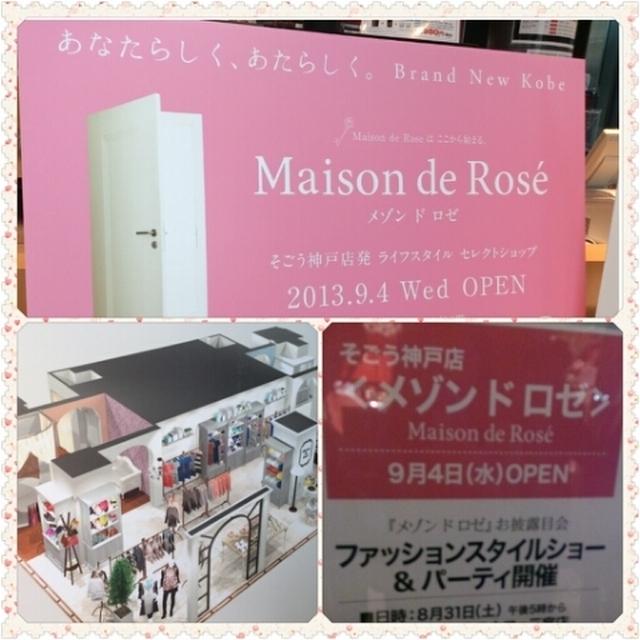 あなたらしく、あたらしく。 Brand New Kobe
Maison de Rose は ここから始まる。
Maison de Rosé
メゾン ド ロゼ
そごう神戸店発 ライフスタイル セレクトショップ
2013.9.4 Wed OPEN
そごう神戸店
<メゾンド ロゼ>
Maison de Rosé
9月4日(水)OPEN
『メゾンド ロゼ』お披露目会
ファッションスタイルショー
& パーティ開催
■日時:8月31日(土) 午後5時から